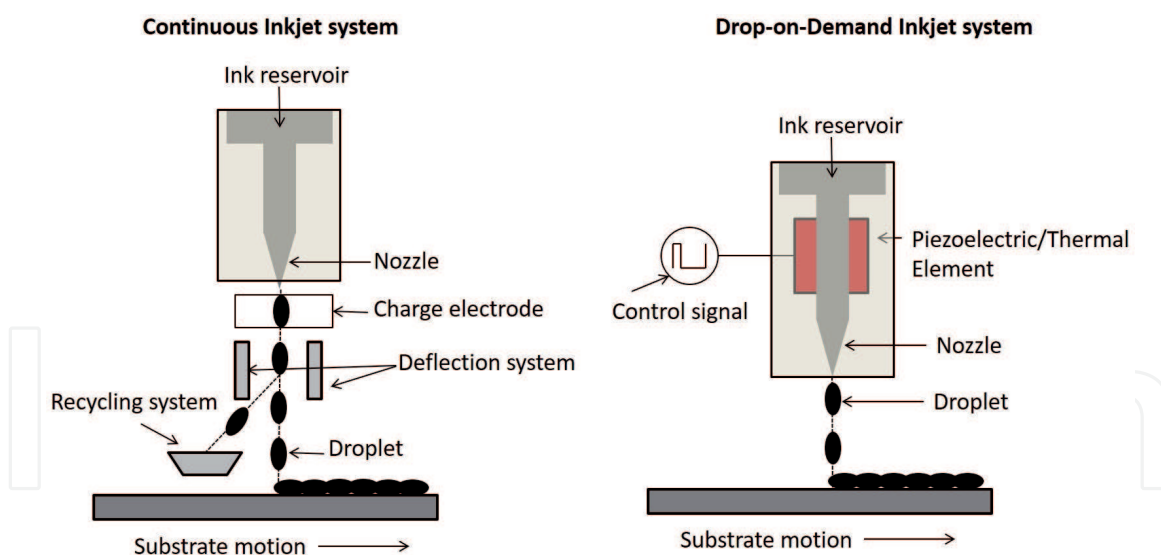 Continuous Inkjet system
Ink reservoir
Nozzle
Charge electrode
Deflection system
Recycling system
Droplet
Substrate motion
Drop-on-Demand Inkjet system
Ink reservoir
Piezoelectric/Thermal
Element
Control signal
Nozzle
Droplet
Substrate motion